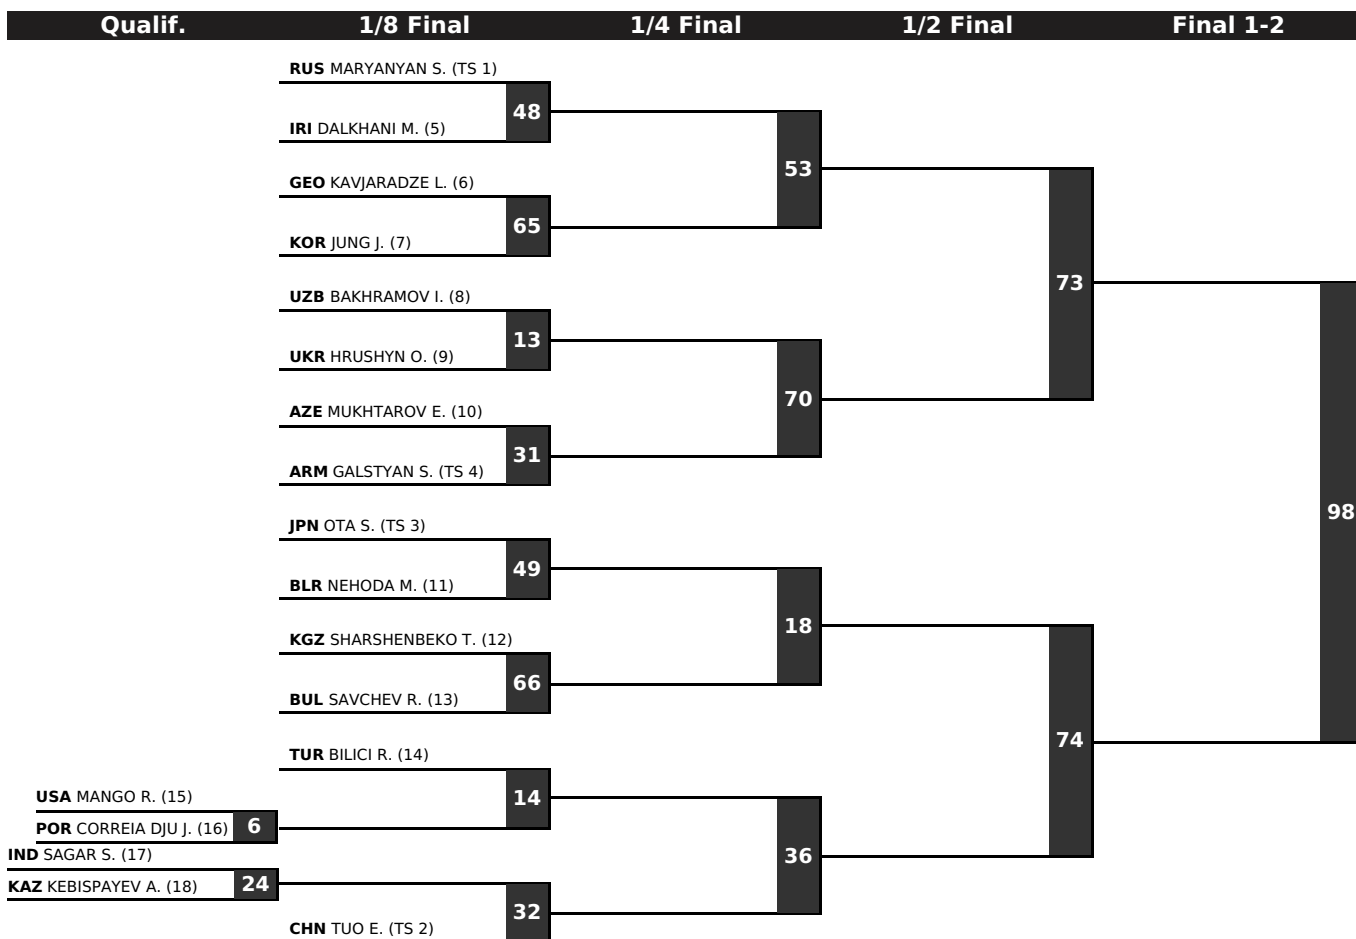 Qualif. 1/8 Final 1/4 Final 1/2 Final Final 1-2
RUS MARYANYAN S. (TS 1)
48
IRI DALKHANI M. (5)
53
GEO KAVJARADZE L. (6)
65
KOR JUNG J. (7)
73
UZB BAKHRAMOV I. (8)
13
UKR HRUSHYN O. (9)
70
AZE MUKHTAROV E. (10)
31
ARM GALSTYAN S. (TS 4)
98
JPN OTA S. (TS 3)
49
BLR NEHODA M. (11)
18
KGZ SHARSHENBEKO T. (12)
66
BUL SAVCHEV R. (13)
74
TUR BILICI R. (14)
USA MANGO R. (15)
14
POR CORREIA DJU J. (16) 6
IND SAGAR S. (17)
36
KAZ KEBISPAYEV A. (18) 24
32
CHN TUO E. (TS 2)